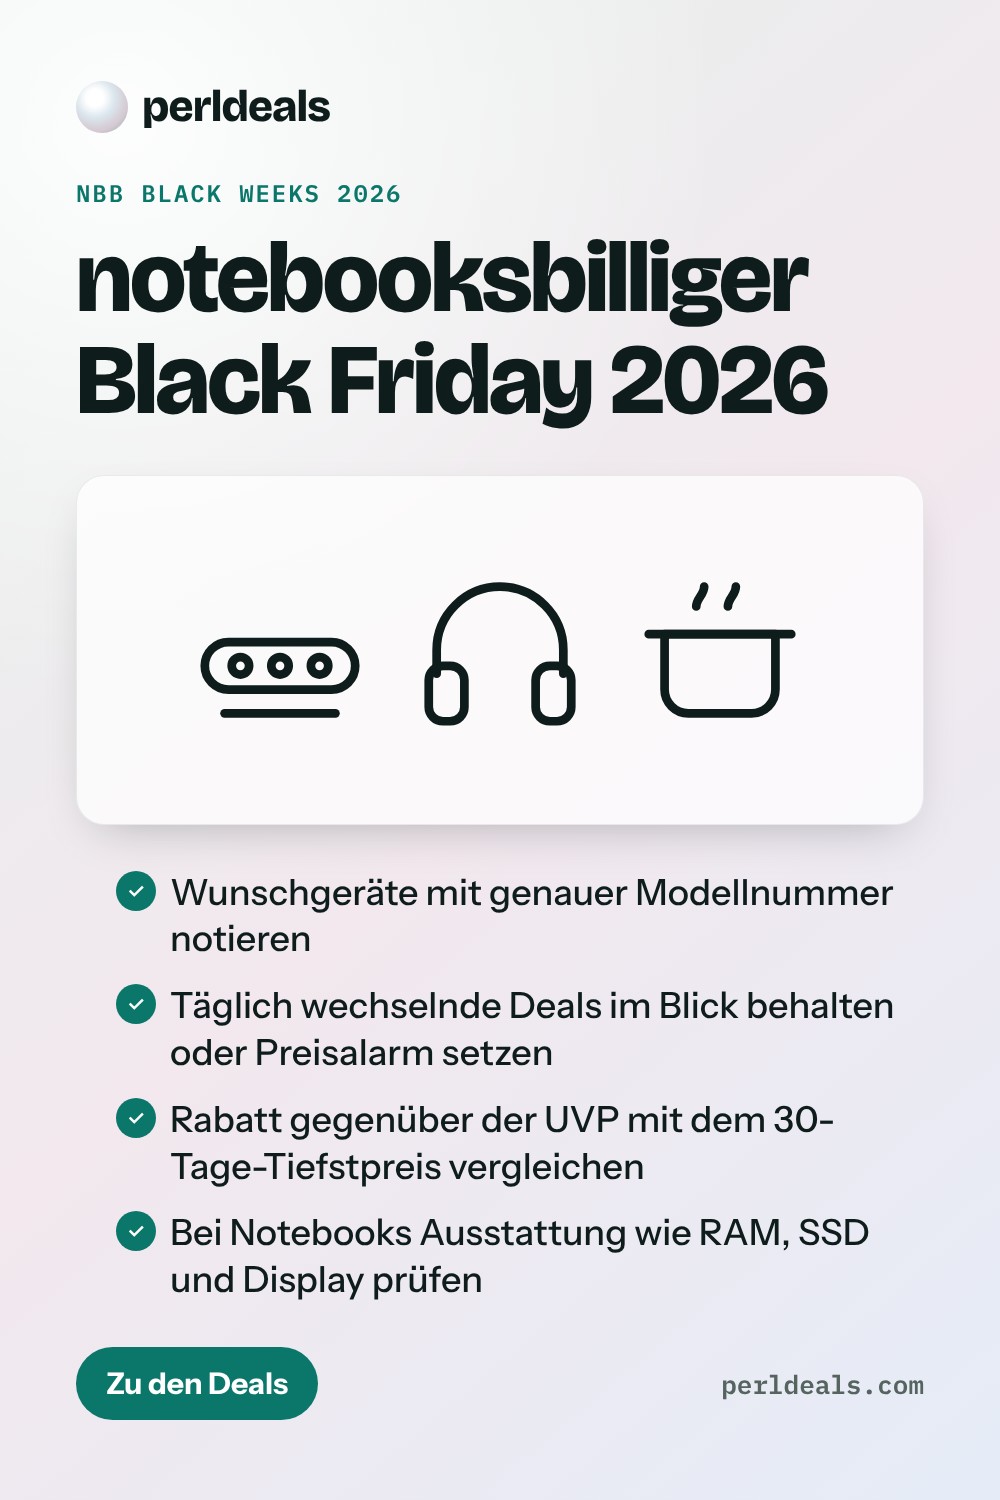 perldeals
NBB BLACK WEEKS 2026
notebooksbilliger
Black Friday 2026
Wunschgeräte mit genauer Modellnummer
notieren
Täglich wechselnde Deals im Blick behalten
oder Preisalarm setzen
Rabatt gegenüber der UVP mit dem 30-
Tage-Tiefstpreis vergleichen
Bei Notebooks Ausstattung wie RAM, SSD
und Display prüfen
Zu den Deals
perldeals.com